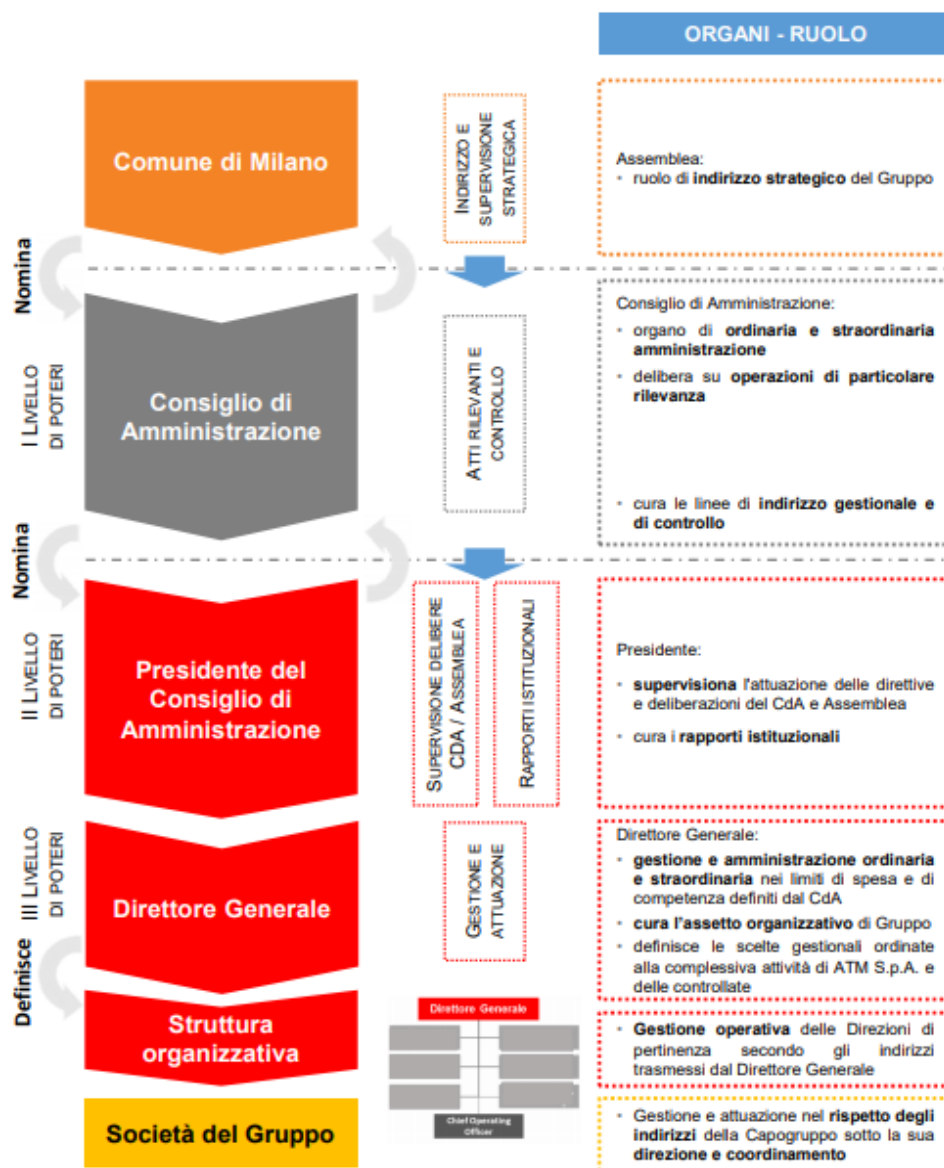 ORGANI - RUOLO
Comune di Milano
INDIRIZZO E
SUPERVISIONE
STRATEGICA
Assemblea:
• ruolo di indirizzo strategico del Gruppo
Nomina
I LIVELLO
DI POTERI
Consiglio di
Amministrazione
ATTI RILEVANTI E
CONTROLLO
Consiglio di Amministrazione:
• organo di ordinaria e straordinaria
amministrazione
• delibera su operazioni di particolare
rilevanza
• cura le linee di indirizzo gestionale e
di controllo
Nomina
II LIVELLO
DI POTERI
Presidente del
Consiglio di
Amministrazione
SUPERVISIONE DELIBERE
CDA / ASSEMBLEA
RAPPORTI ISTITUZIONALI
Presidente:
• supervisiona l'attuazione delle direttive
e deliberazioni del CdA e Assemblea
• cura i rapporti istituzionali
III LIVELLO
DI POTERI
Direttore Generale
GESTIONE E
ATTUAZIONE
Direttore Generale:
• gestione e amministrazione ordinaria
e straordinaria nei limiti di spesa e di
competenza definiti dal CdA
• cura l'assetto organizzativo di Gruppo
• definisce le scelte gestionali ordinate
alla complessiva attività di ATM S.p.A. e
delle controllate
Definisce
Struttura
organizzativa
Direttore Generale
Chief Operating
Officer
• Gestione operativa delle Direzioni di
pertinenza secondo gli indirizzi
trasmessi dal Direttore Generale
Società del Gruppo
• Gestione e attuazione nel rispetto degli
indirizzi della Capogruppo sotto la sua
direzione e coordinamento